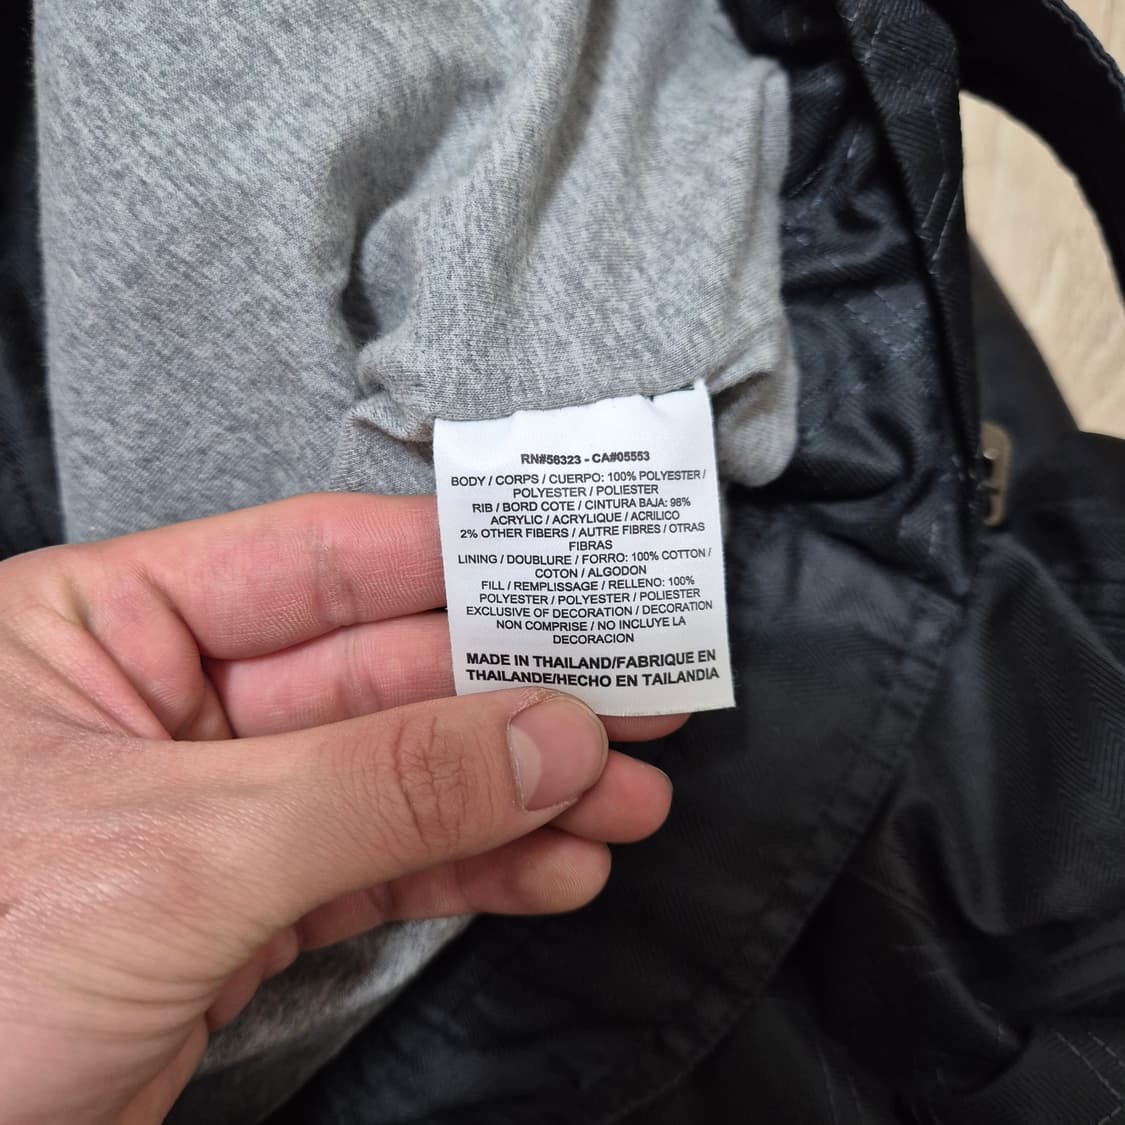 RN#56323 - CA#05553
BODY / CORPS / CUERPO: 100% POLYESTER /
POLYESTER / POLIESTER
RIB / BORD COTE / CINTURA BAJA: 98%
ACRYLIC / ACRYLIQUE / ACRILICO
2% OTHER FIBERS / AUTRE FIBRES / OTRAS
FIBRAS
LINING / DOUBLURE / FORRO: 100% COTTON /
COTON / ALGODON
FILL / REMPLISSAGE / RELLENO: 100%
POLYESTER / POLYESTER / POLIESTER
EXCLUSIVE OF DECORATION / DECORATION
NON COMPRISE / NO INCLUYE LA
DECORACION
MADE IN THAILAND/FABRIQUE EN
THAILANDE/HECHO EN TAILANDIA